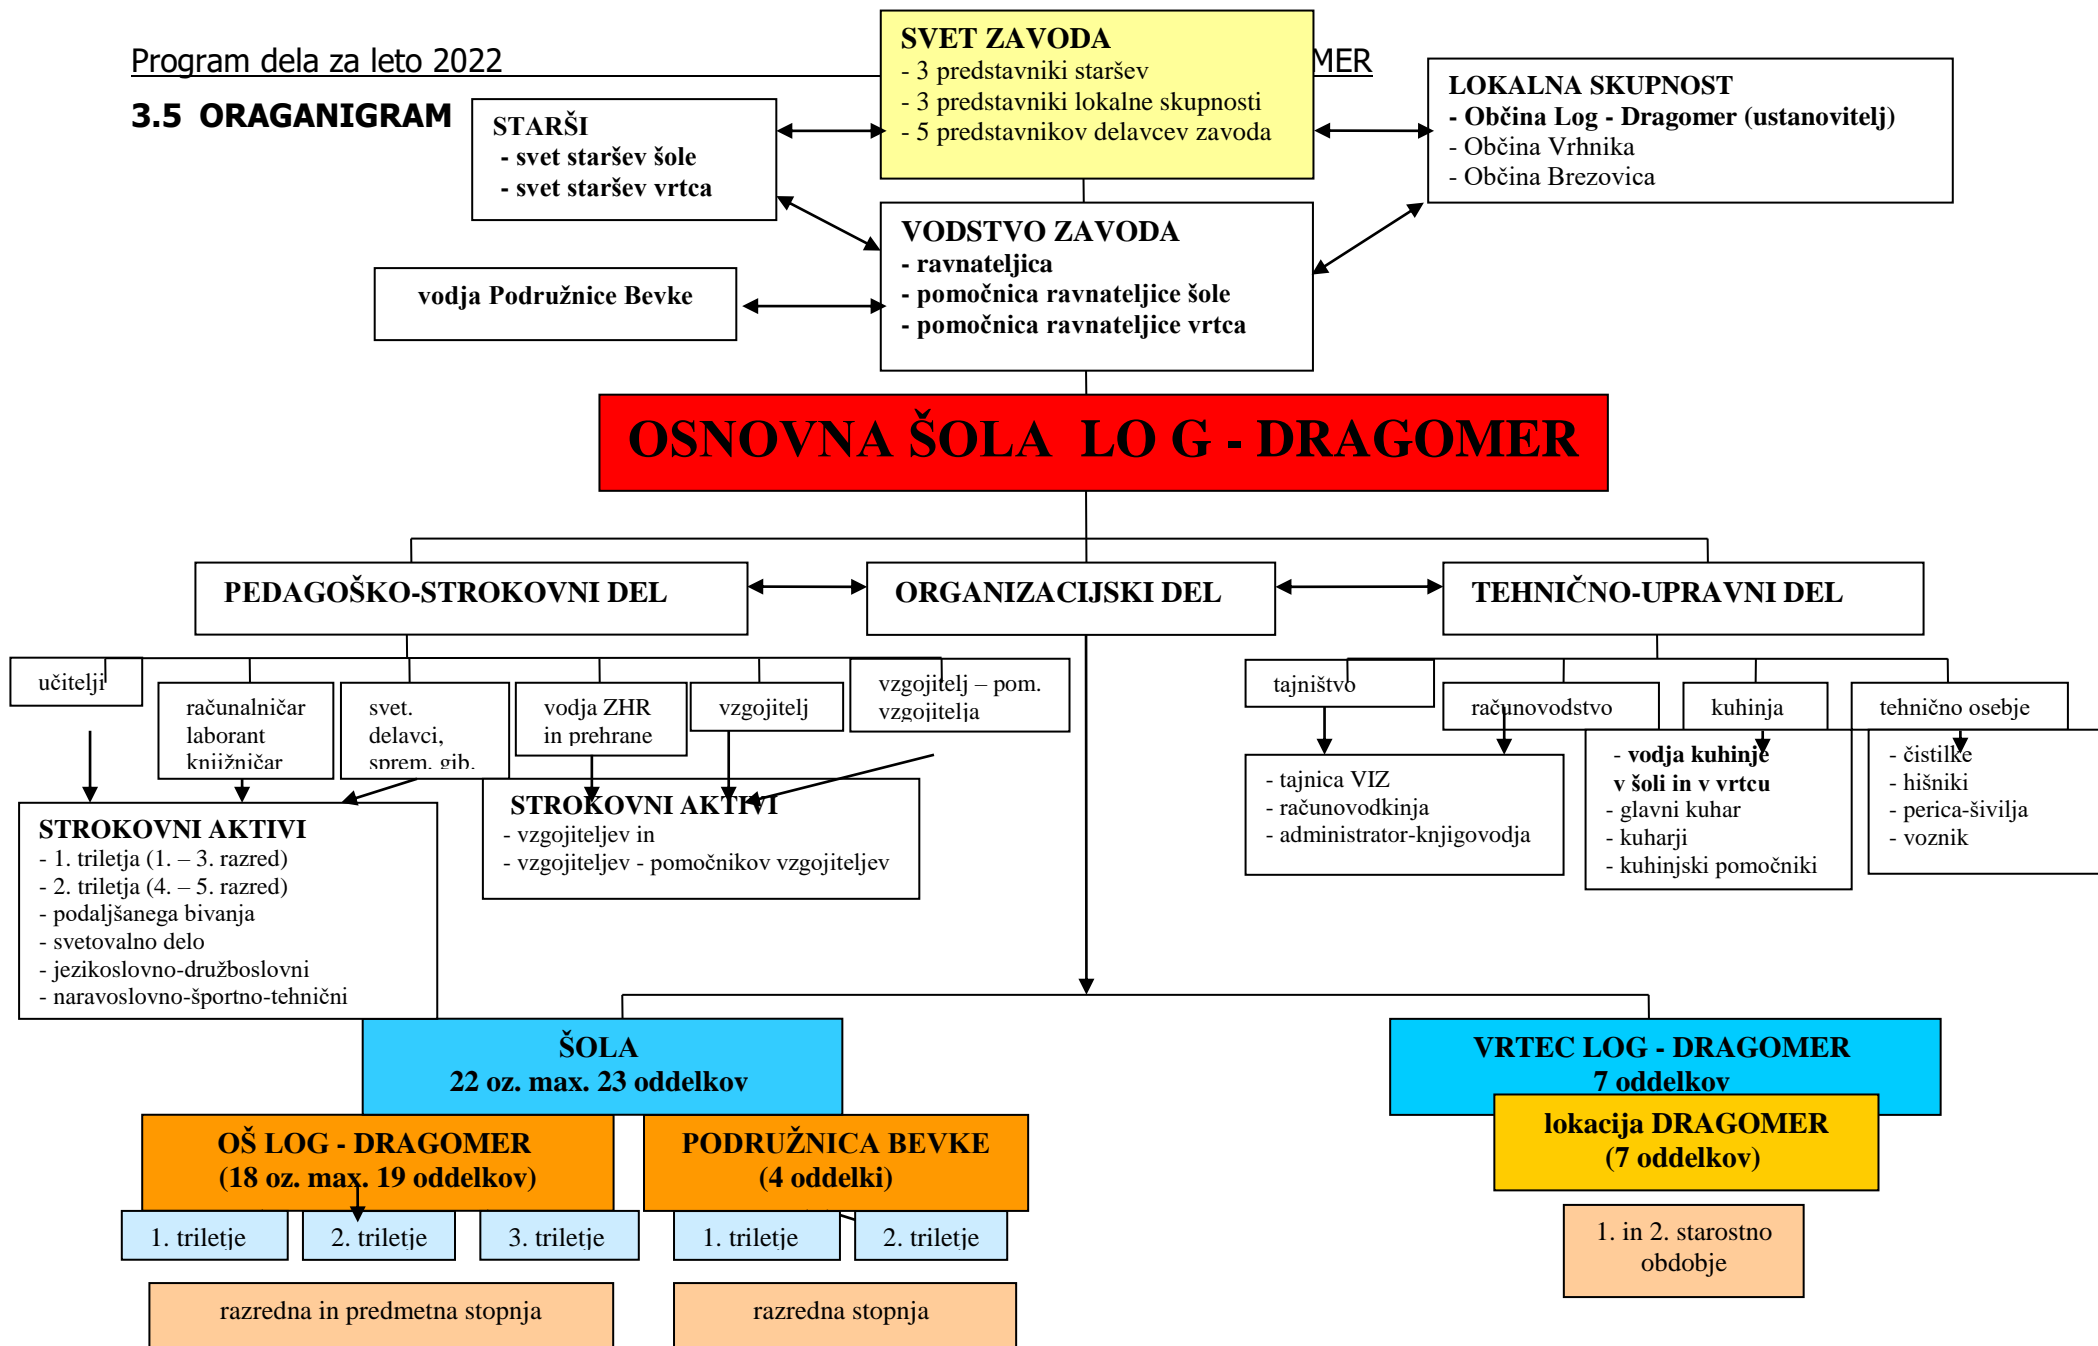 Program dela za leto 2022
MER
3.5 ORAGANIGRAM
SVET ZAVODA
- 3 predstavniki staršev
- 3 predstavniki lokalne skupnosti
- 5 predstavnikov delavcev zavoda
STARŠI
- svet staršev šole
- svet staršev vrtca
LOKALNA SKUPNOST
- Občina Log - Dragomer (ustanovitelj)
- Občina Vrhnika
- Občina Brezovica
VODSTVO ZAVODA
- ravnateljica
- pomočnica ravnateljice šole
- pomočnica ravnateljice vrtca
vodja Podružnice Bevke
OSNOVNA ŠOLA LO G - DRAGOMER
PEDAGOŠKO-STROKOVNI DEL
ORGANIZACIJSKI DEL
TEHNIČNO-UPRAVNI DEL
učitelji
računalničar
laborant
knjižničar
svet.
delavci,
sprem. gib.
vodja ZHR
in prehrane
vzgojitelj
vzgojitelj – pom.
vzgojitelja
tajništvo
računovodstvo
kuhinja
tehnično osebje
STROKOVNI AKTIVI
- 1. triletja (1. – 3. razred)
- 2. triletja (4. – 5. razred)
- podaljšanega bivanja
- svetovalno delo
- jezikoslovno-družboslovni
- naravoslovno-športno-tehnični
STROKOVNI AKTIVI
- vzgojiteljev in
- vzgojiteljev - pomočnikov vzgojiteljev
- tajnica VIZ
- računovodkinja
- administrator-knjigovodja
- vodja kuhinje
v šoli in v vrtcu
- glavni kuhar
- kuharji
- kuhinjski pomočniki
- čistilke
- hišniki
- perica-šivilja
- voznik
ŠOLA
22 oz. max. 23 oddelkov
VRTEC LOG - DRAGOMER
7 oddelkov
OŠ LOG - DRAGOMER
(18 oz. max. 19 oddelkov)
PODRUŽNICA BEVKE
(4 oddelki)
lokacija DRAGOMER
(7 oddelkov)
1. triletje
2. triletje
3. triletje
1. triletje
2. triletje
1. in 2. starostno
obdobje
razredna in predmetna stopnja
razredna stopnja